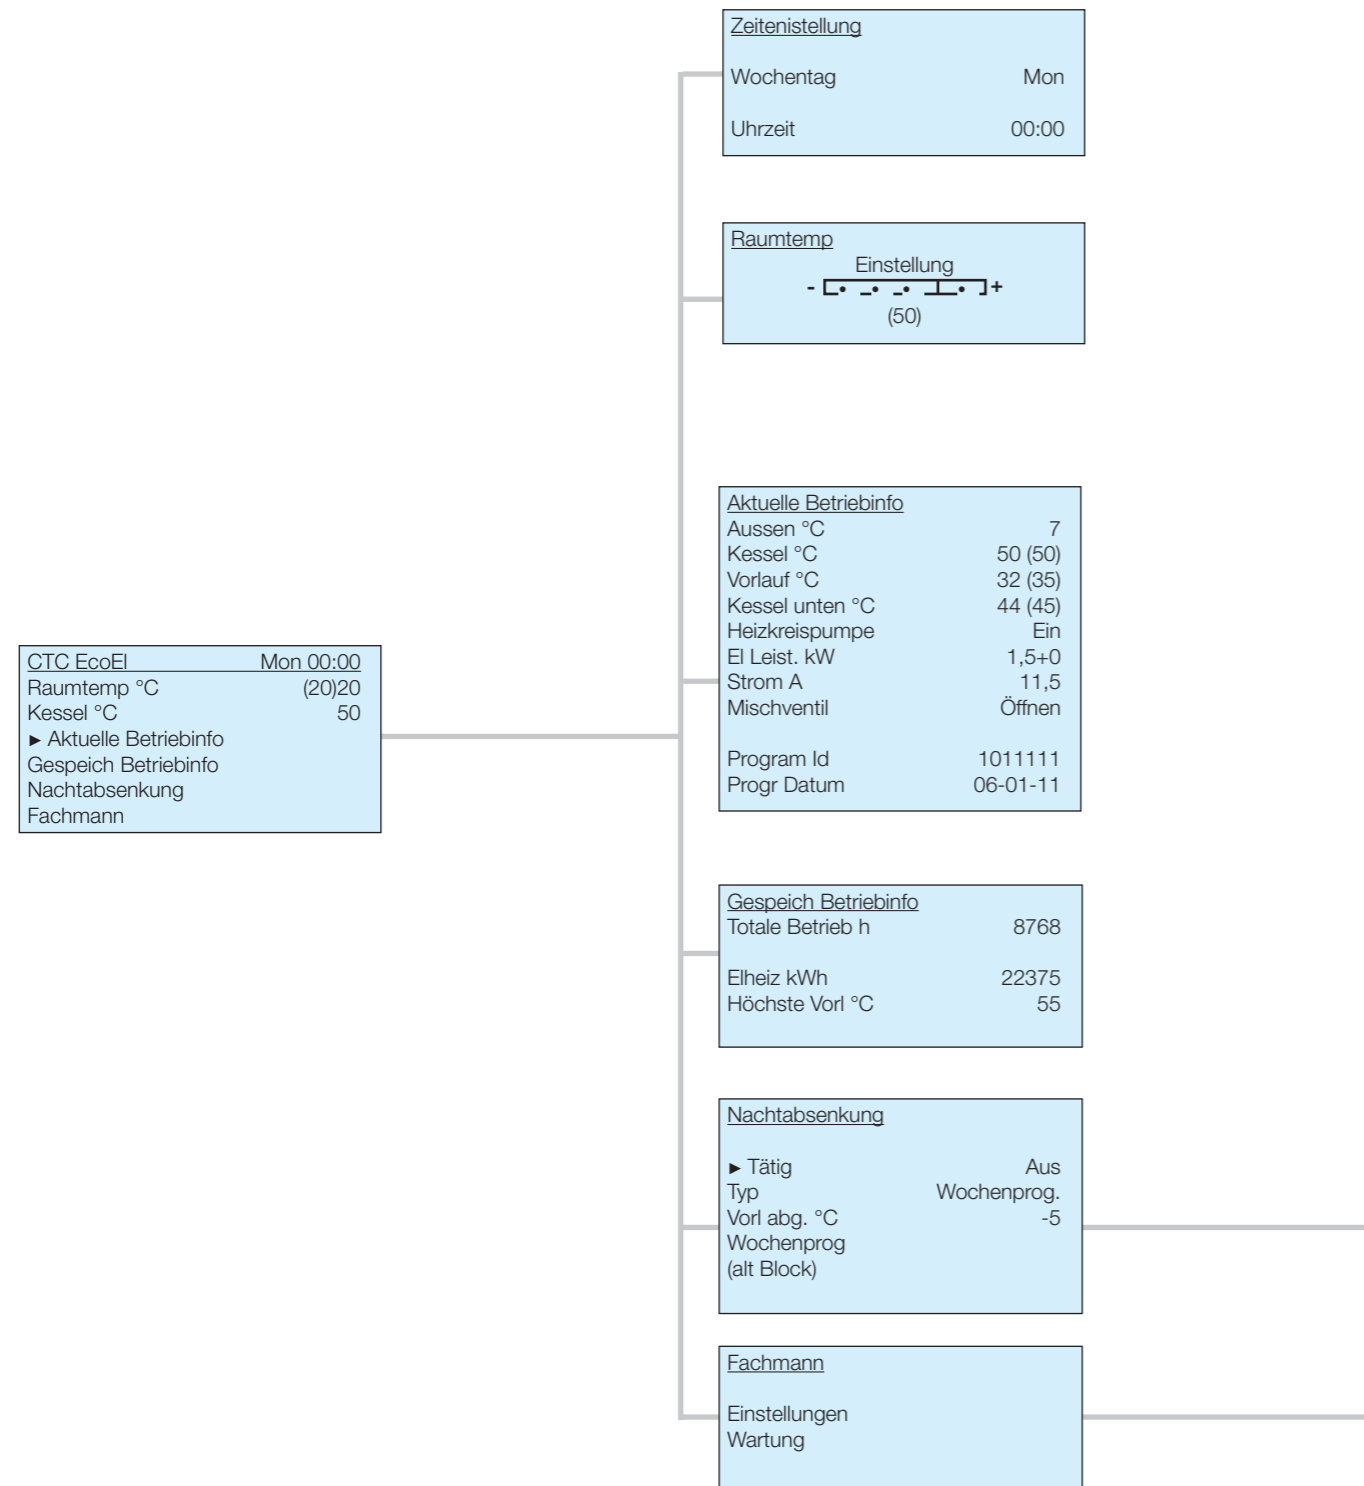 Zeitenistellung
Wochentag Mon
Uhrzeit 00:00
Raumtemp
Einstellung
- +
(50)
Aktuelle Betriebinfo
Aussen °C 7
Kessel °C 50 (50)
Vorlauf °C 32 (35)
Kessel unten °C 44 (45)
Heizkreispumpe Ein
El Leist. kW 1,5+0
Strom A 11,5
Mischventil Öffnen
Program Id 1011111
Progr Datum 06-01-11
CTC EcoEl Mon 00:00
Raumtemp °C (20)20
Kessel °C 50
► Aktuelle Betriebinfo
Gespeich Betriebinfo
Nachtabsenkung
Fachmann
Gespeich Betriebinfo
Totale Betrieb h 8768
Elheiz kWh 22375
Höchste Vorl °C 55
Nachtabsenkung
► Tätig Aus
Typ Wochenprog.
Vorl abg. °C -5
Wochenprog
(alt Block)
Fachmann
Einstellungen
Wartung